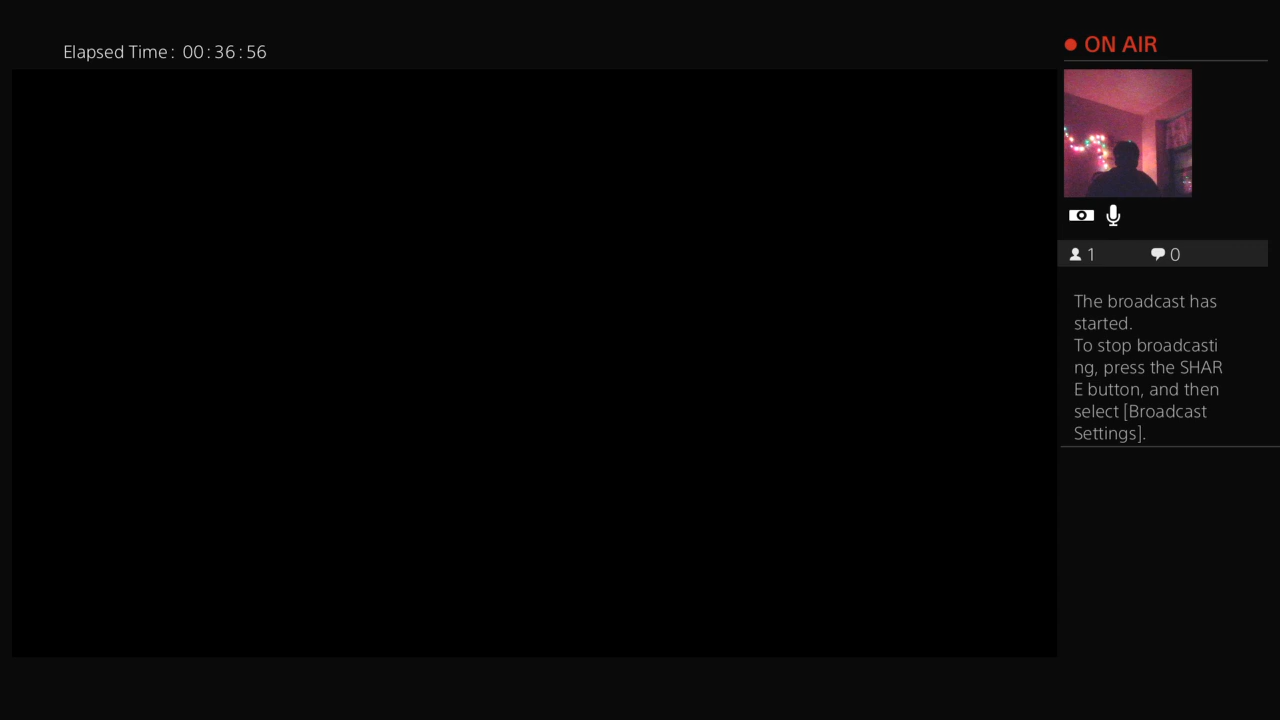 Elapsed Time: 00:36:56
ON AIR
1 0
The broadcast has
started.
To stop broadcasti
ng, press the SHAR
E button, and then
select [Broadcast
Settings].